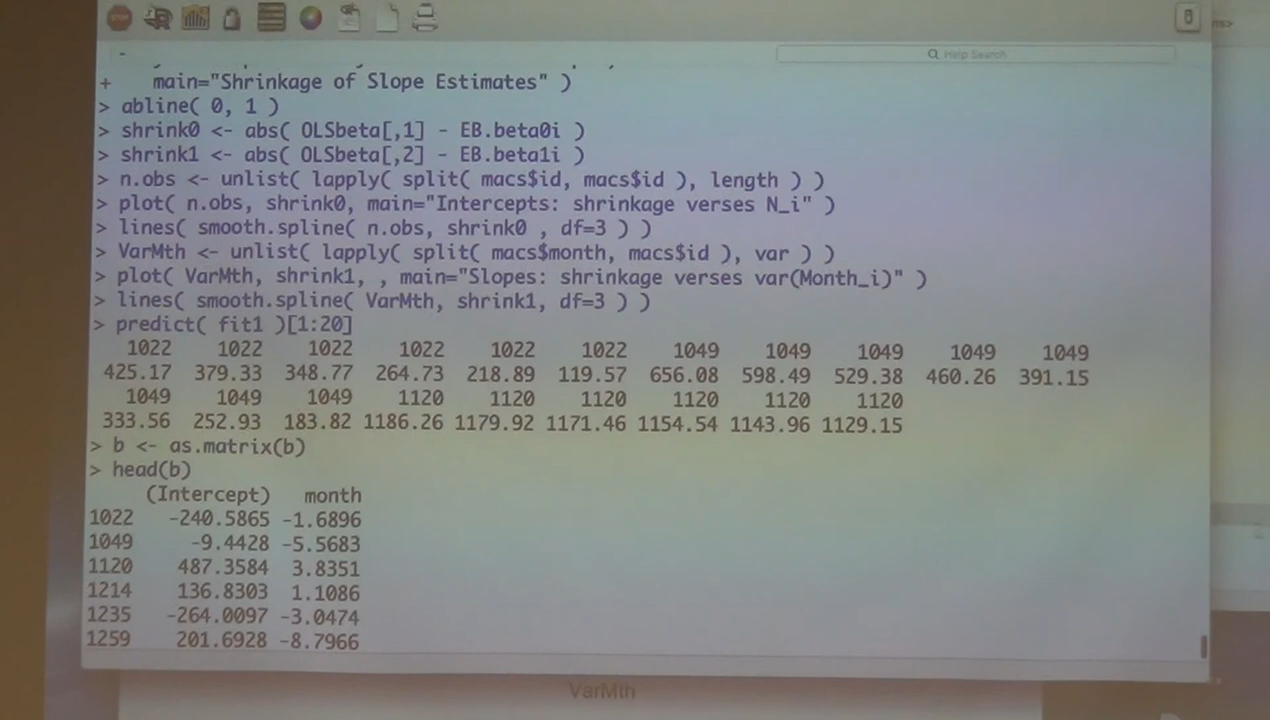 STOP
ns>
Help Search
+ main="Shrinkage of Slope Estimates" )
> abline( 0, 1 )
> shrink0 <- abs( OLSbeta[,1] - EB.beta0i )
> shrink1 <- abs( OLSbeta[,2] - EB.beta1i )
> n.obs <- unlist( lapply( split( macs$id, macs$id ), length ) )
> plot( n.obs, shrink0, main="Intercepts: shrinkage verses N_i" )
> lines( smooth.spline( n.obs, shrink0 , df=3 ) )
> VarMth <- unlist( lapply( split( macs$month, macs$id ), var ) )
> plot( VarMth, shrink1, , main="Slopes: shrinkage verses var(Month_i)" )
> lines( smooth.spline( VarMth, shrink1, df=3 ) )
> predict( fit1 )[1:20]
1022 1022 1022 1022 1022 1022 1049 1049 1049 1049 1049
425.17 379.33 348.77 264.73 218.89 119.57 656.08 598.49 529.38 460.26 391.15
1049 1049 1049 1120 1120 1120 1120 1120 1120
333.56 252.93 183.82 1186.26 1179.92 1171.46 1154.54 1143.96 1129.15
> b <- as.matrix(b)
> head(b)
(Intercept) month
1022 -240.5865 -1.6896
1049 -9.4428 -5.5683
1120 487.3584 3.8351
1214 136.8303 1.1086
1235 -264.0097 -3.0474
1259 201.6928 -8.7966
VarMth